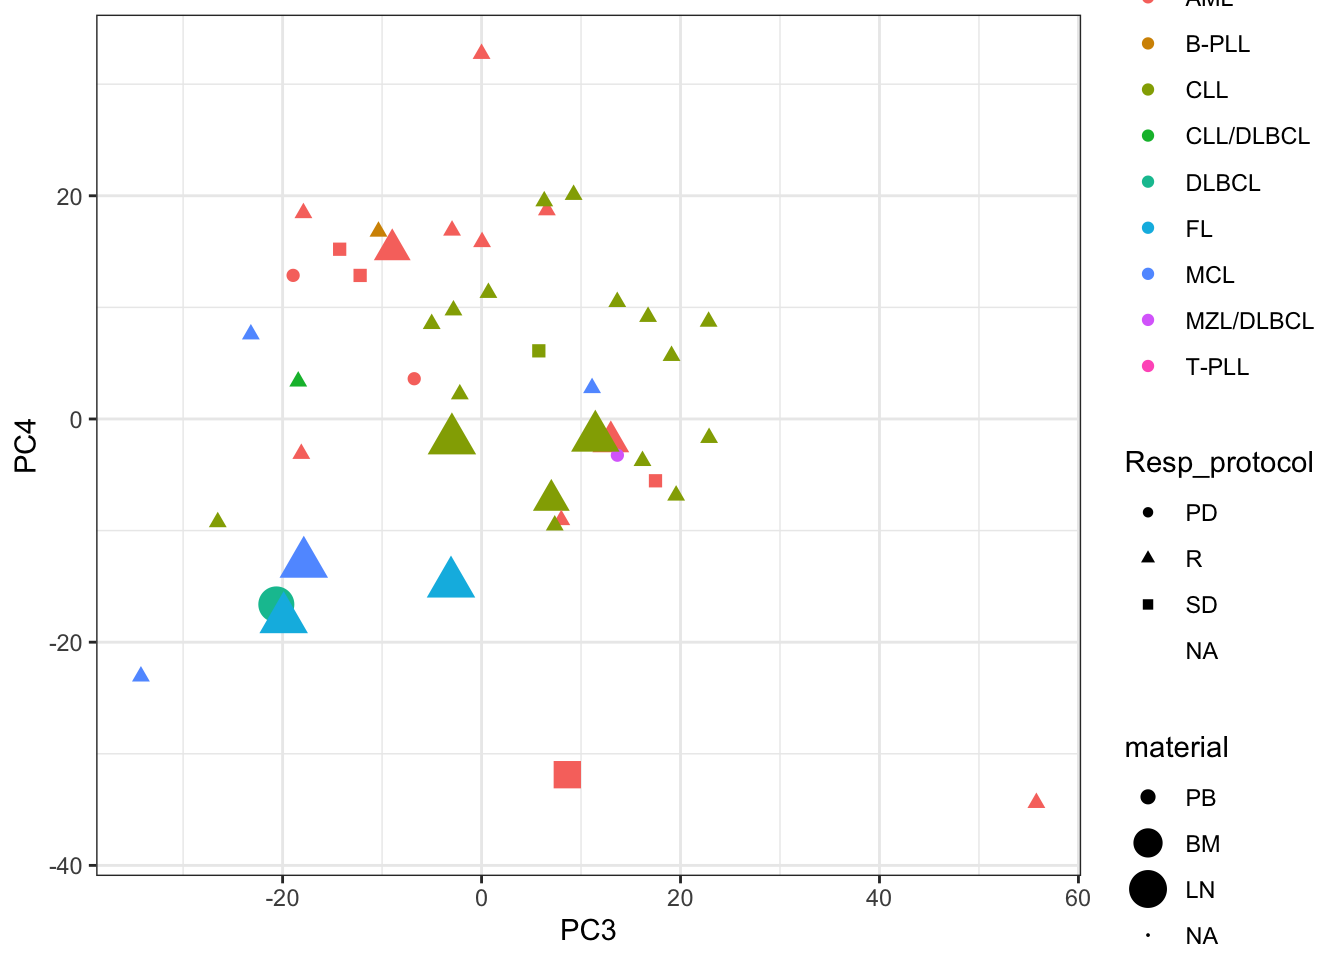 AML
B-PLL
CLL
CLL/DLBCL
DLBCL
FL
MCL
MZL/DLBCL
T-PLL
Resp_protocol
PD
R
SD
NA
material
PB
BM
LN
NA
PC4
20
0
-20
-40
-20
0
20
40
60
PC3